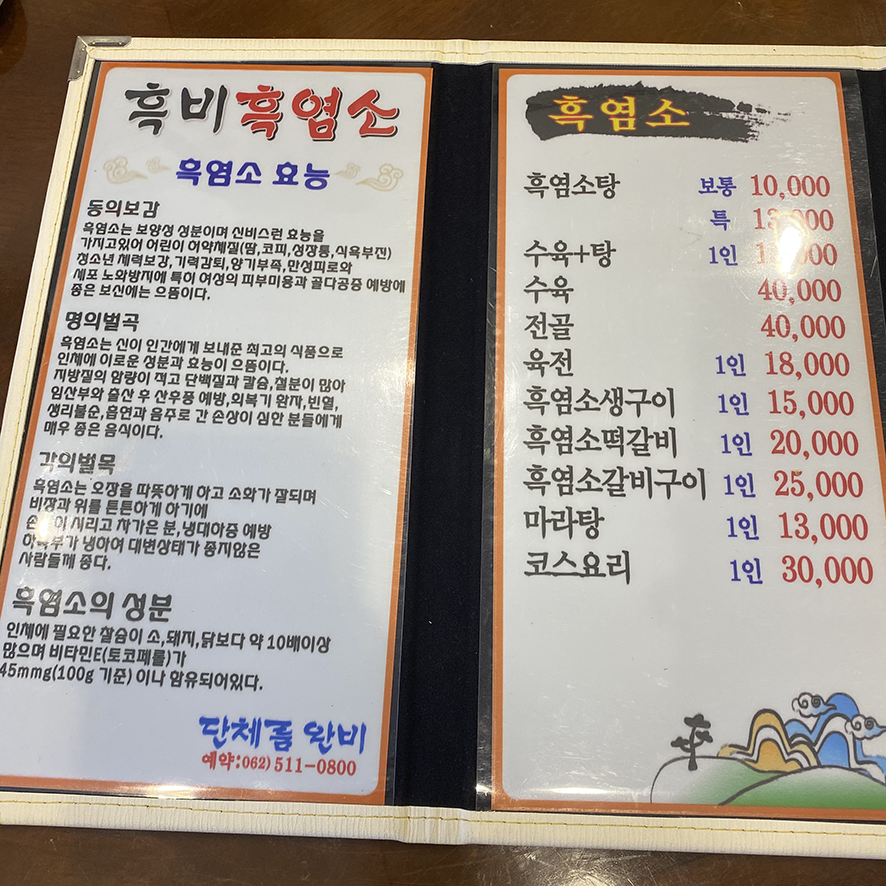 흑비흑염소
흑염소 효능
동의보감
흑염소는 보양성 성분이며 신비스런 효능을
가지고있어 어린이 허약체질(땀,코피,성장통,식욕부진)
청소년 체력보강,기력감퇴,양기부족,만성피로와
세포 노화방지에 특히 여성의 피부미용과 골다공증 예방에
좋은 보신에는 으뜸이다.
명의별곡
흑염소는 신이 인간에게 보내준 최고의 식품으로
인체에 이로운 성분과 효능이 으뜸이다.
지방질의 함량이 적고 단백질과 칼슘,철분이 많아
임산부와 출산 후 산후풍 예방,회복기 환자,빈혈,
생리불순,흡연과 음주로 간 손상이 심한 분들에게
매우 좋은 음식이다.
각의벌목
흑염소는 오장을 따뜻하게 하고 소화가 잘되며
비장과 위를 튼튼하게 하기에
시리고 차가운 분,냉대하증 예방
냉하여 대변상태가 좋지않은
사람들께 좋다.
흑염소의 성분
인체에 필요한 칼슘이 소,돼지,닭보다 약 10배이상
많으며 비타민E(토코페롤)가
45mmg(100g 기준) 이나 함유되어있다.
단체룸 완비
예약:062) 511-0800
흑염소
흑염소탕 보통 10,000
특
수육+탕 1인
수육 40,000
전골 40,000
육전 1인 18,000
흑염소생구이 1인 15,000
흑염소떡갈비 1인 20,000
흑염소갈비구이 1인 25,000
마라탕 1인 13,000
코스요리 1인 30,000